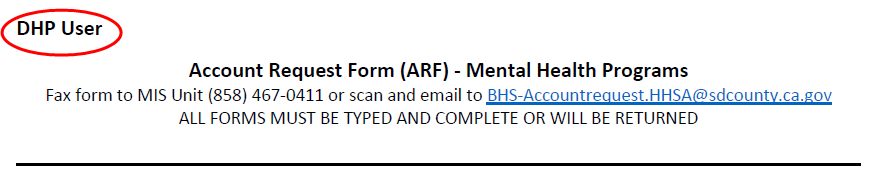 DHP User
Account Request Form (ARF) - Mental Health Programs
Fax form to MIS Unit (858) 467-0411 or scan and email to BHS-Accountrequest.HHSA@sdcounty.ca.gov
ALL FORMS MUST BE TYPED AND COMPLETE OR WILL BE RETURNED